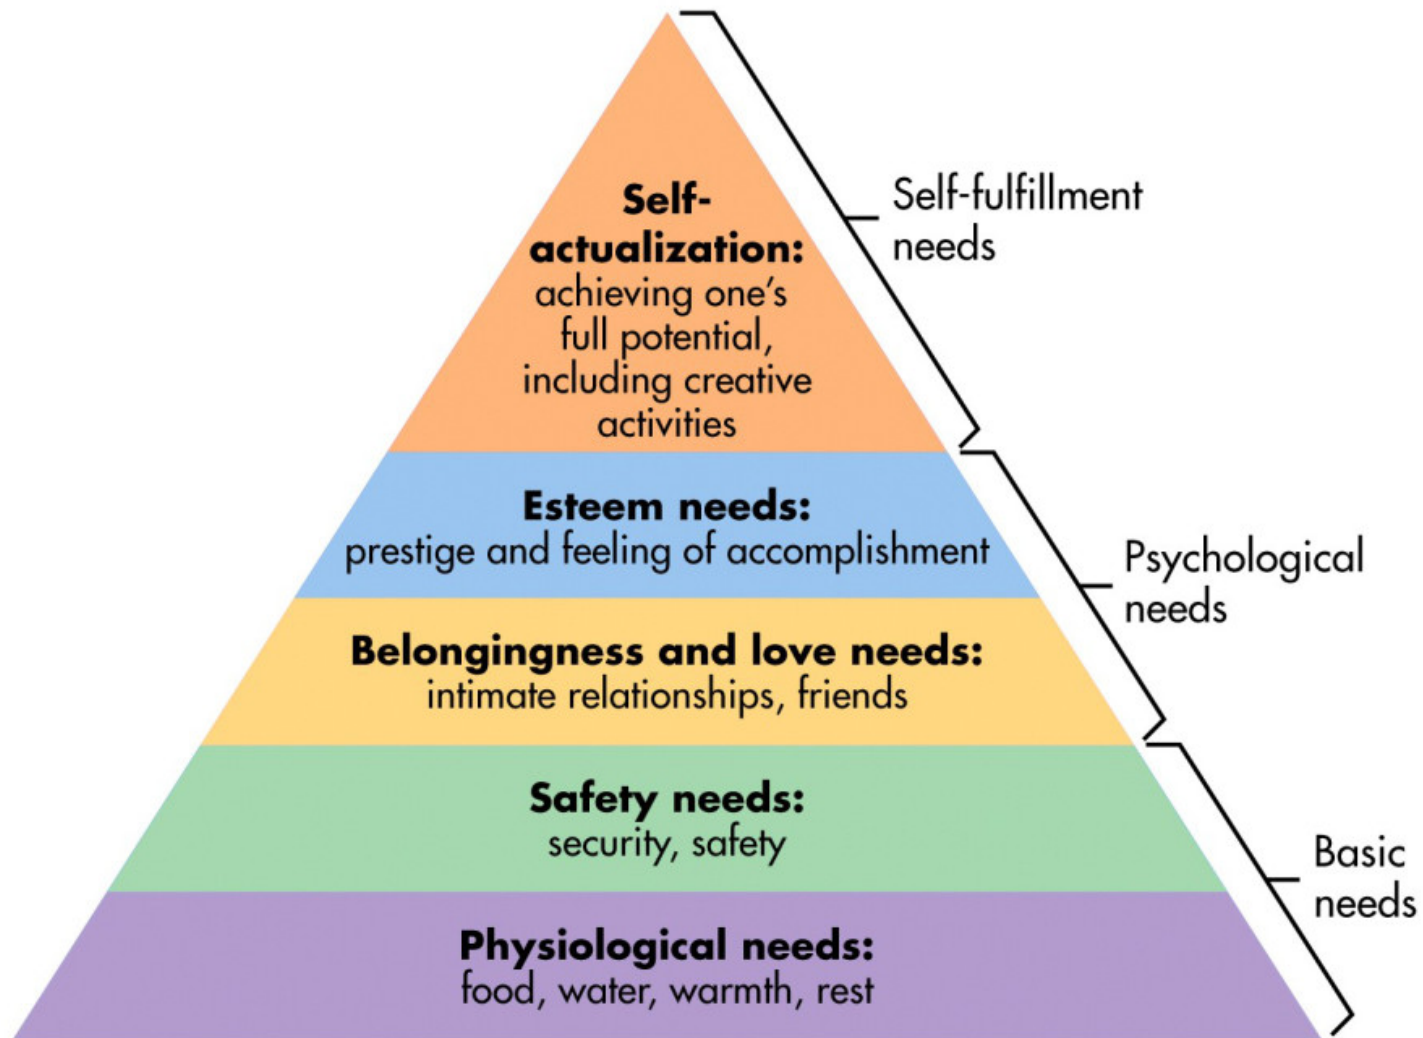 Self-
actualization:
achieving one's
full potential,
including creative
activities
Self-fulfillment
needs
Esteem needs:
prestige and feeling of accomplishment
Psychological
needs
Belongingness and love needs:
intimate relationships, friends
Safety needs:
security, safety
Basic
needs
Physiological needs:
food, water, warmth, rest